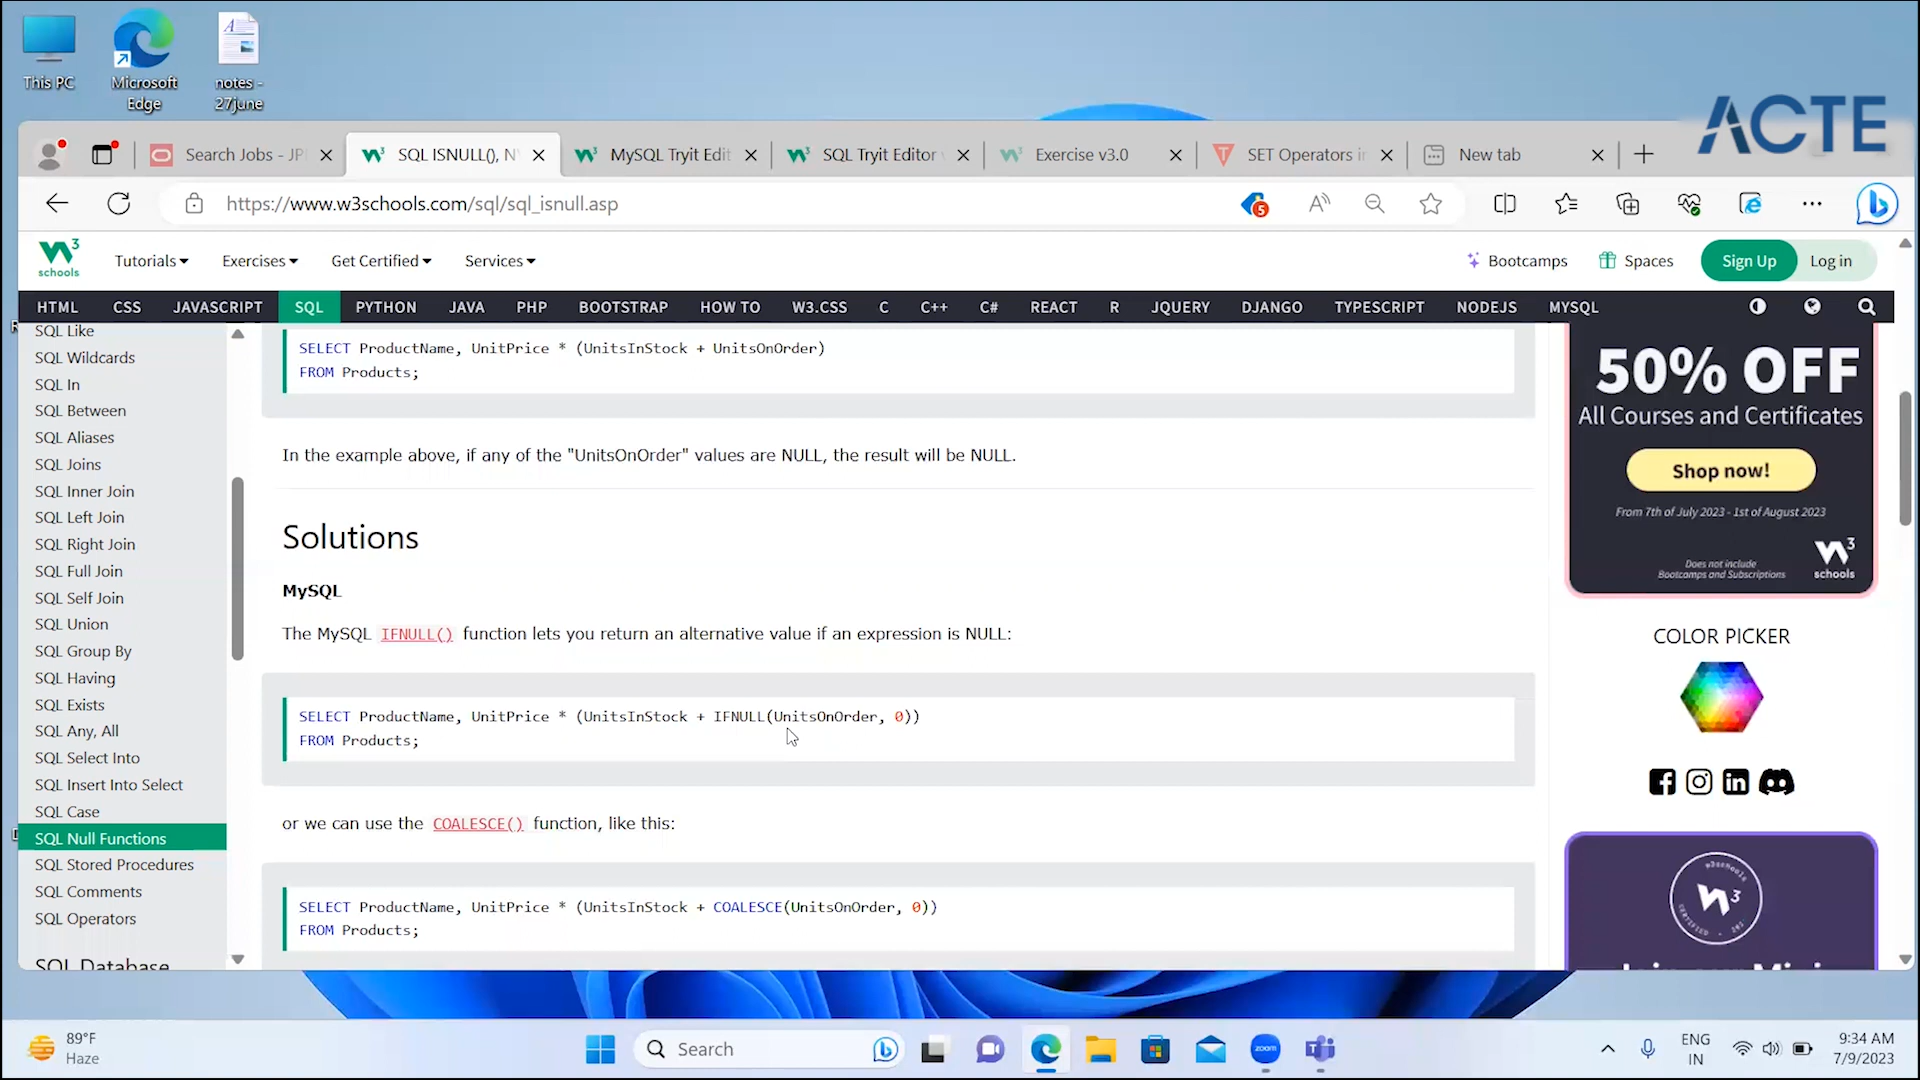 This PC
Microsoft
Edge
notes -
27june
ACTE
Search Jobs - JP
SQL ISNULL(), N
MySQL Tryit Edit
SQL Tryit Editor
Exercise v3.0
SET Operators in
New tab
https://www.w3schools.com/sql/sql_isnull.asp
5
schools
Tutorials
Exercises
Get Certified
Services
Bootcamps
Spaces
Sign Up
Log in
HTML
CSS
JAVASCRIPT
SQL
PYTHON
JAVA
PHP
BOOTSTRAP
HOW TO
W3.CSS
C
C++
C#
REACT
R
JQUERY
DJANGO
TYPESCRIPT
NODEJS
MYSQL
SQL Like
SQL Wildcards
SQL In
SQL Between
SQL Aliases
SQL Joins
SQL Inner Join
SQL Left Join
SQL Right Join
SQL Full Join
SQL Self Join
SQL Union
SQL Group By
SQL Having
SQL Exists
SQL Any, All
SQL Select Into
SQL Insert Into Select
SQL Case
SQL Null Functions
SQL Stored Procedures
SQL Comments
SQL Operators
SQL Database
SELECT ProductName, UnitPrice * (UnitsInStock + UnitsOnOrder)
FROM Products;
In the example above, if any of the "UnitsOnOrder" values are NULL, the result will be NULL.
Solutions
MySQL
The MySQL IFNULL() function lets you return an alternative value if an expression is NULL:
SELECT ProductName, UnitPrice * (UnitsInStock + IFNULL(UnitsOnOrder, 0))
FROM Products;
or we can use the COALESCE() function, like this:
SELECT ProductName, UnitPrice * (UnitsInStock + COALESCE(UnitsOnOrder, 0))
FROM Products;
50% OFF
All Courses and Certificates
Shop now!
From 7th of July 2023 - 1st of August 2023
Does not include
Bootcamps and Subscriptions
schools
COLOR PICKER
89°F
Haze
Search
zoom
ENG
IN
9:34 AM
7/9/2023